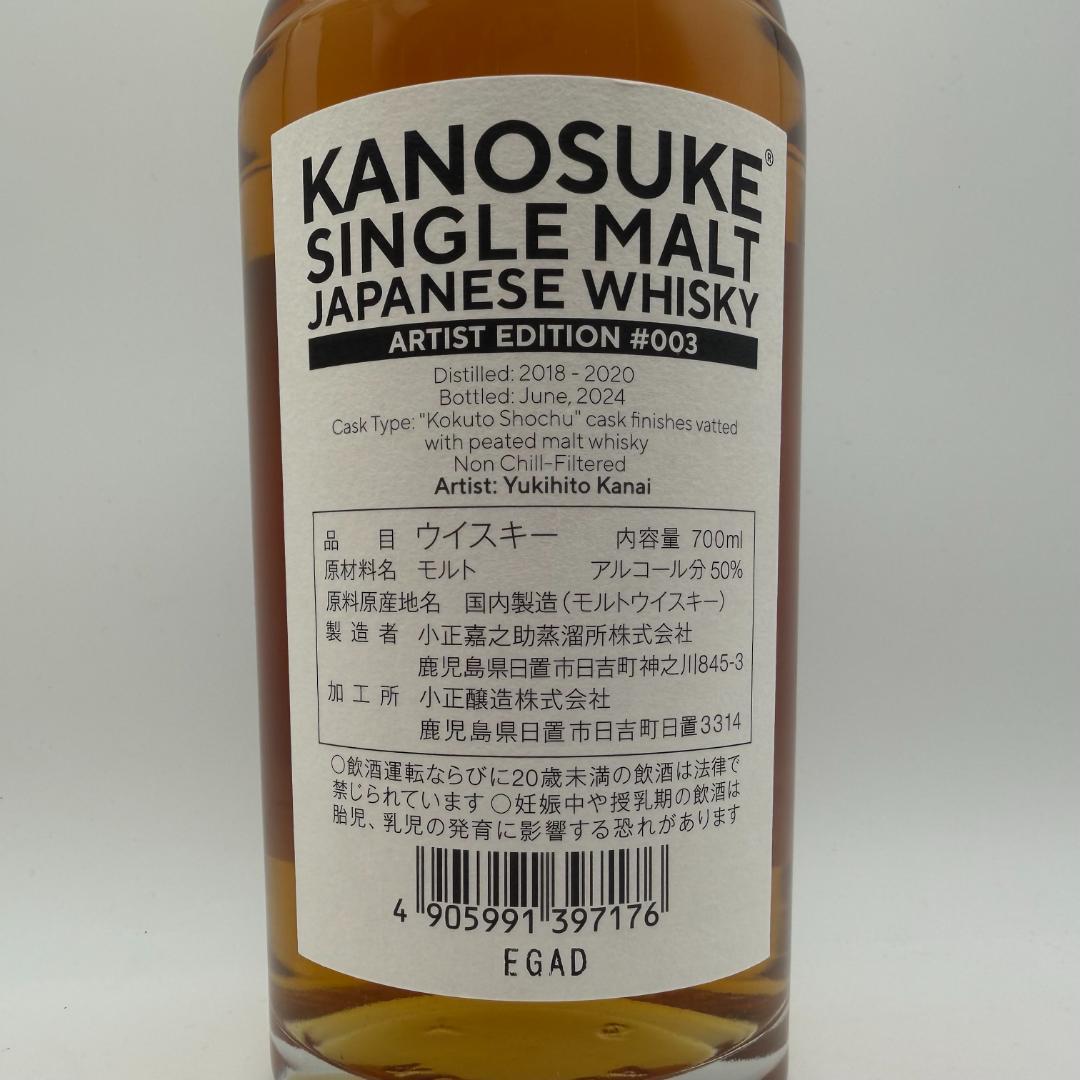 KANOSUKE®
SINGLE MALT
JAPANESE WHISKY
ARTIST EDITION #003
Distilled: 2018 - 2020
Bottled: June, 2024
Cask Type: "Kokuto Shochu" cask finishes vatted
with peated malt whisky
Non Chill-Filtered
Artist: Yukihito Kanai
品目 ウイスキー 内容量 700ml
原材料名 モルト アルコール分 50%
原料原産地名 国内製造(モルトウイスキー)
製造者 小正嘉之助蒸溜所株式会社
鹿児島県日置市日吉町神之川845-3
加工所 小正醸造株式会社
鹿児島県日置市日吉町日置3314
○飲酒運転ならびに20歳未満の飲酒は法律で
禁じられています ○妊娠中や授乳期の飲酒は
胎児、乳児の発育に影響する恐れがあります
4 905991 397176
EGAD